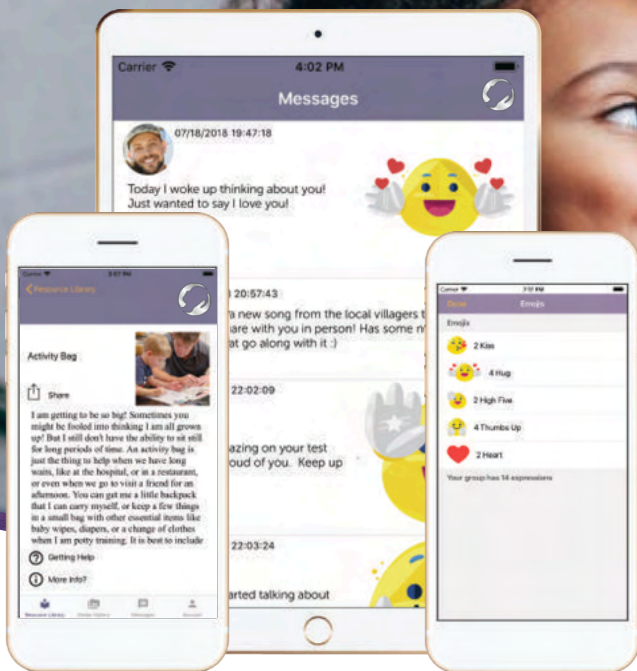 Carrier
4:02 PM
Messages
07/18/2018 19:47:18
Today I woke up thinking about you!
Just wanted to say I love you!
20:57:43
a new song from the local villagers
are with you in person! Has some
at go along with it :)
22:02:09
azing on your test
oud of you. Keep up
22:03:24
arted talking about
Carrier
3:07 PM
Resource Library
Activity Bag
Share
I am getting to be so big! Sometimes you
might be fooled into thinking I am all grown
up! But I still don't have the ability to sit still
for long periods of time. An activity bag is
just the thing to help when we have long
waits, like at the hospital, or in a restaurant,
or even when we go to visit a friend for an
afternoon. You can get me a little backpack
that I can carry myself, or keep a few things
in a small bag with other essential items like
baby wipes, diapers, or a change of clothes
when I am potty training. It is best to include
Getting Help
More Info?
Resource Library
Messages
Carrier
Done
Emojis
Emojis
2 Kiss
4 Hug
2 High Five
4 Thumbs Up
2 Heart
Your group has 14 expressions